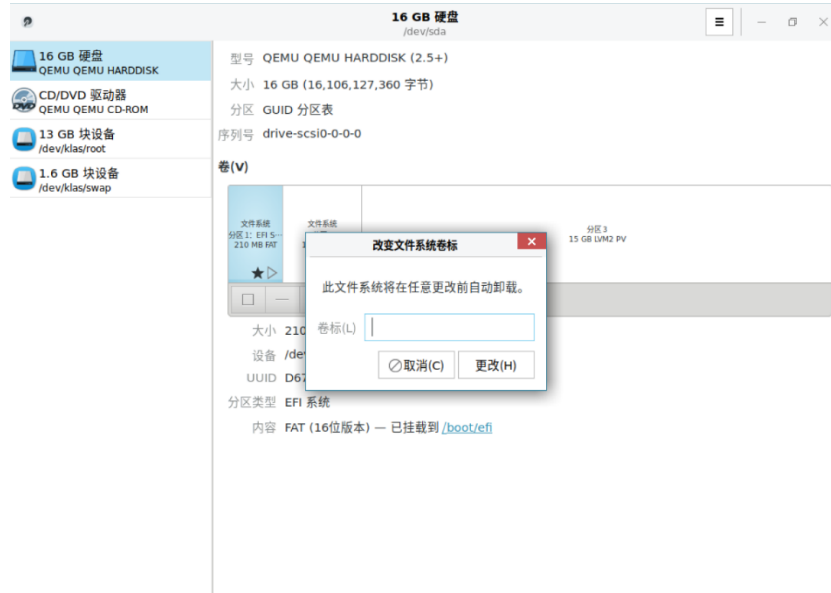 16 GB 硬盘
/dev/sda
16 GB 硬盘
QEMU QEMU HARDDISK
CD/DVD 驱动器
QEMU QEMU CD-ROM
13 GB 块设备
/dev/klas/root
1.6 GB 块设备
/dev/klas/swap
型号 QEMU QEMU HARDDISK (2.5+)
大小 16 GB (16,106,127,360 字节)
分区 GUID 分区表
序列号 drive-scsi0-0-0-0
卷(V)
文件系统
分区 1：EFI S…
210 MB FAT
文件系统
分区 3
15 GB LVM2 PV
改变文件系统卷标
此文件系统将在任意更改前自动卸载。
卷标(L)
取消(C)
更改(H)
大小 210
设备 /de
UUID D67
分区类型 EFI 系统
内容 FAT (16位版本) — 已挂载到 /boot/efi